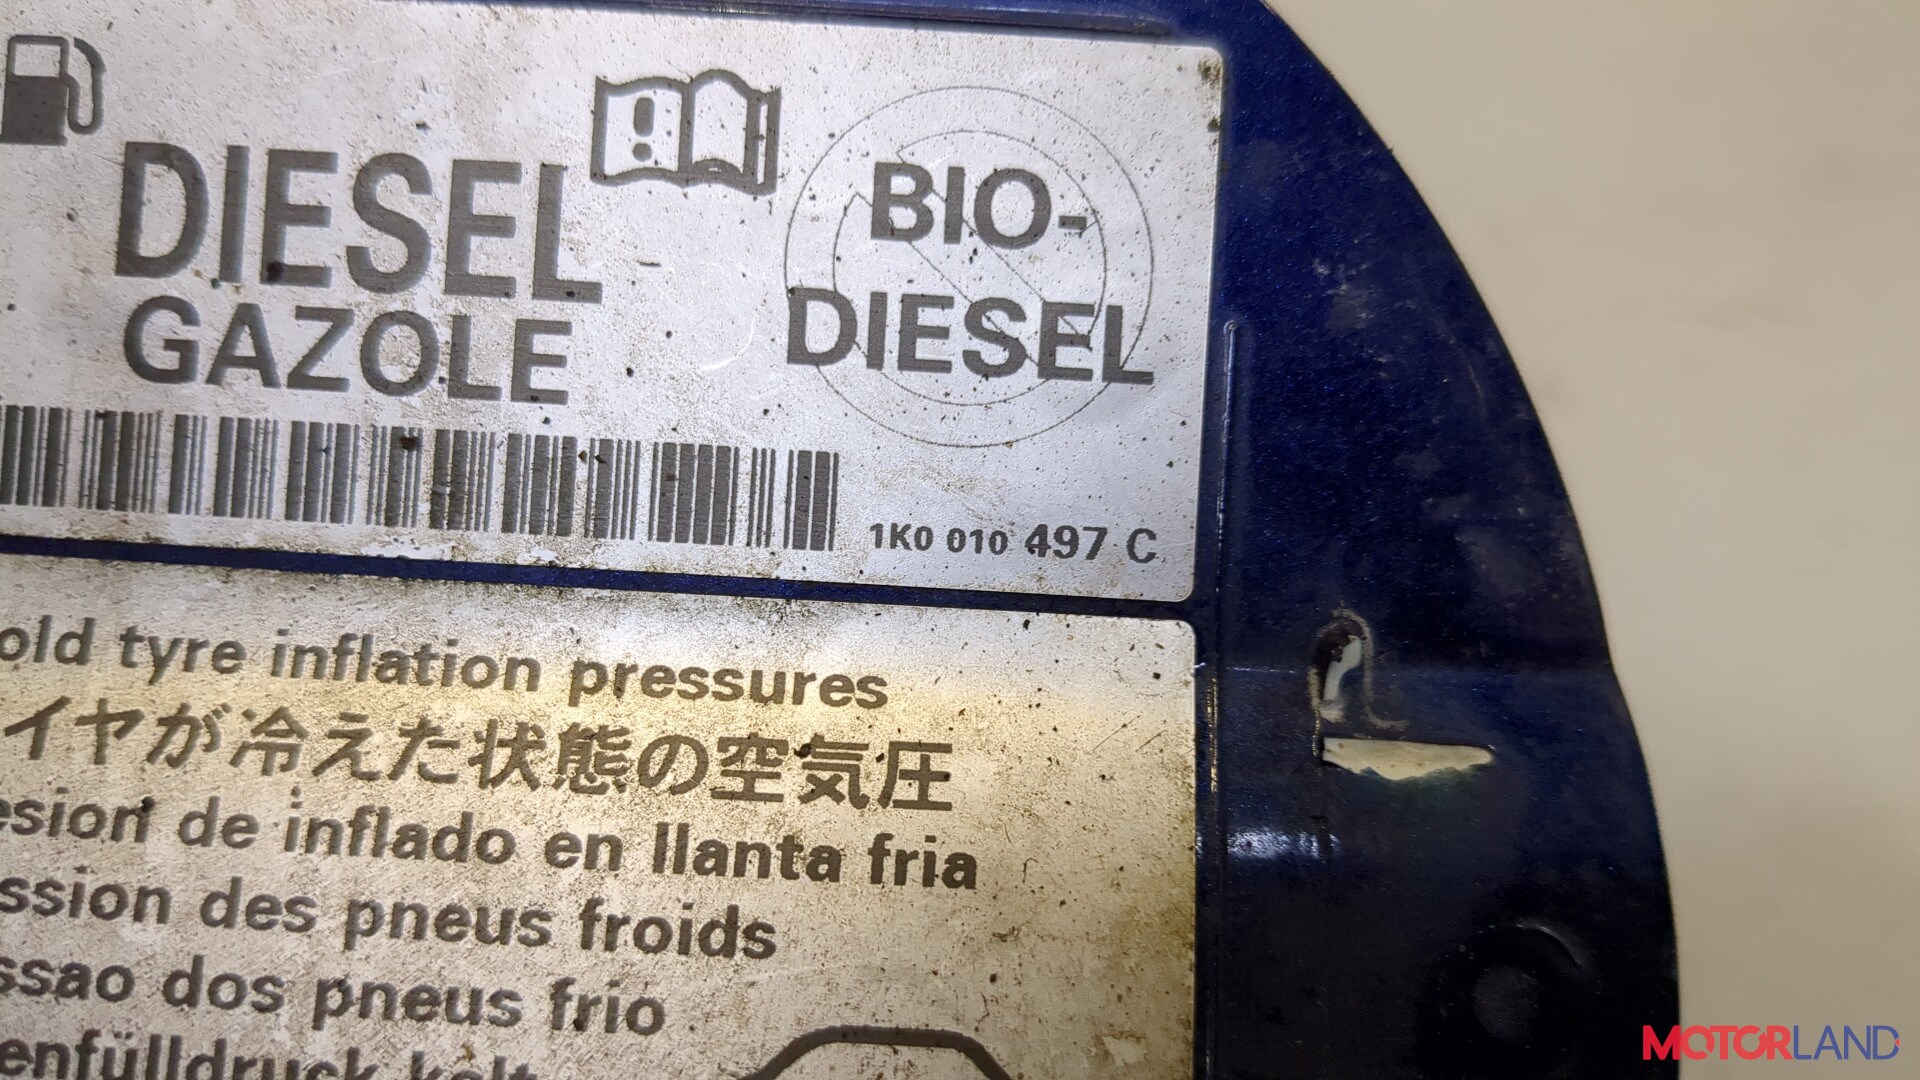 DIESEL
GAZOLE
BIO-
DIESEL
1K0 010 497 C
old tyre inflation pressures
イヤが冷えた状態の空気圧
esion de inflado en llanta fria
ssion des pneus froids
ssao dos pneus frio
enfülldruck kalt
MOTORLAND